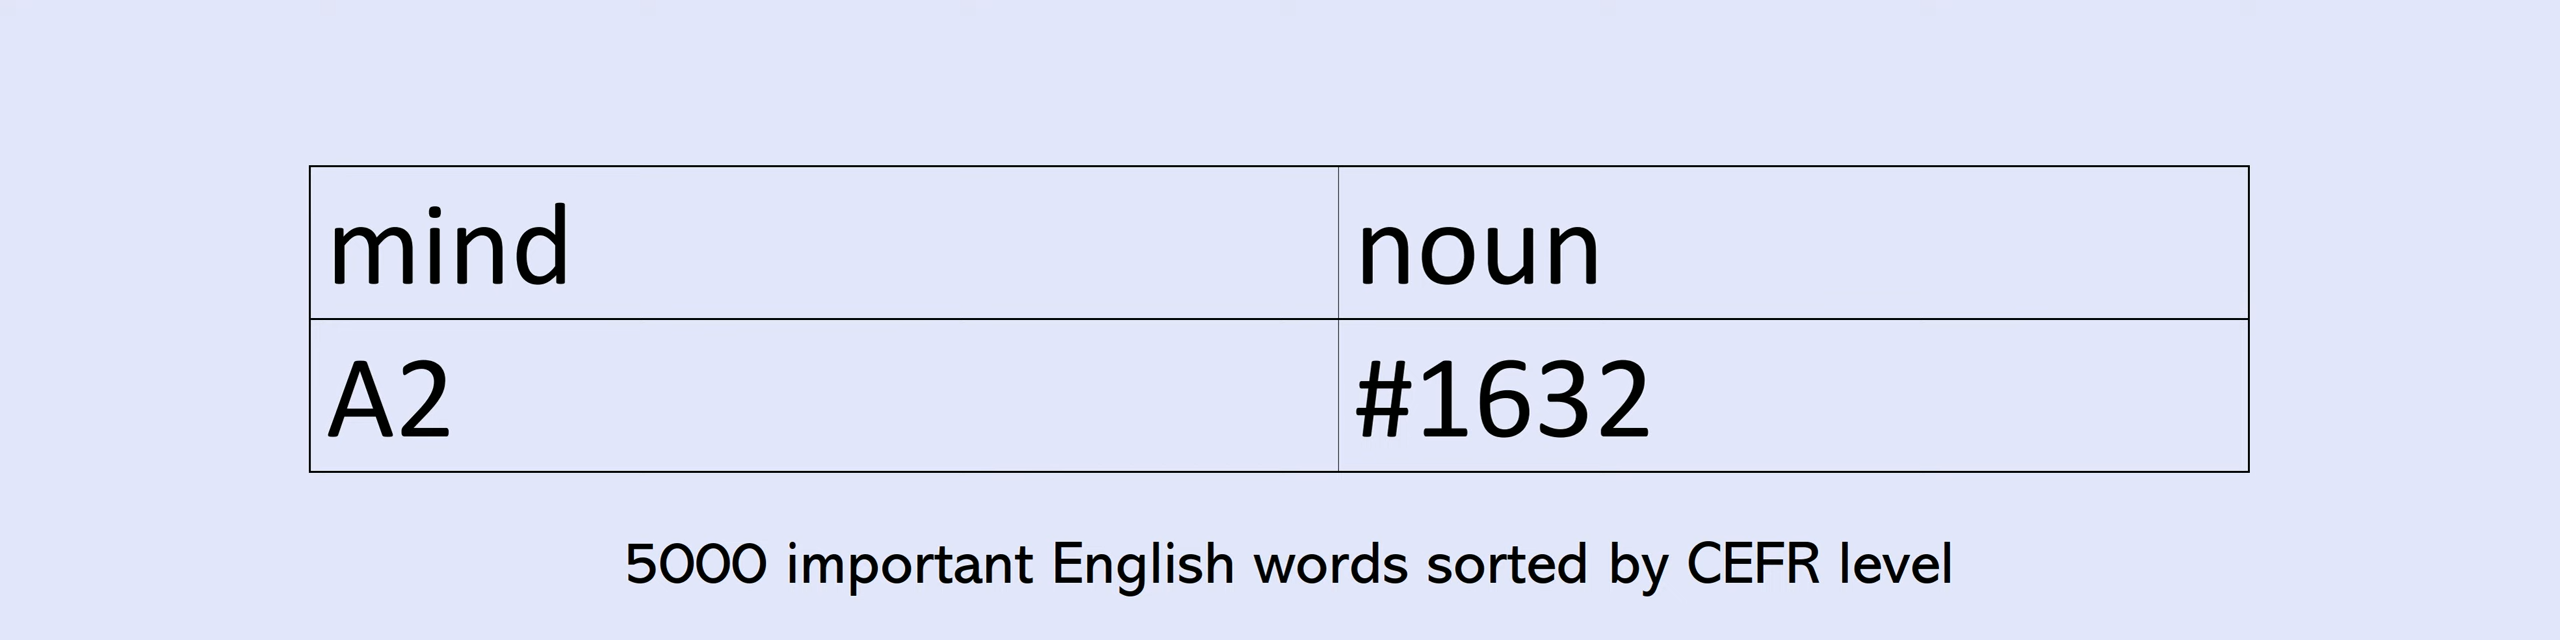 mind noun
A2 #1632
5000 important English words sorted by CEFR level